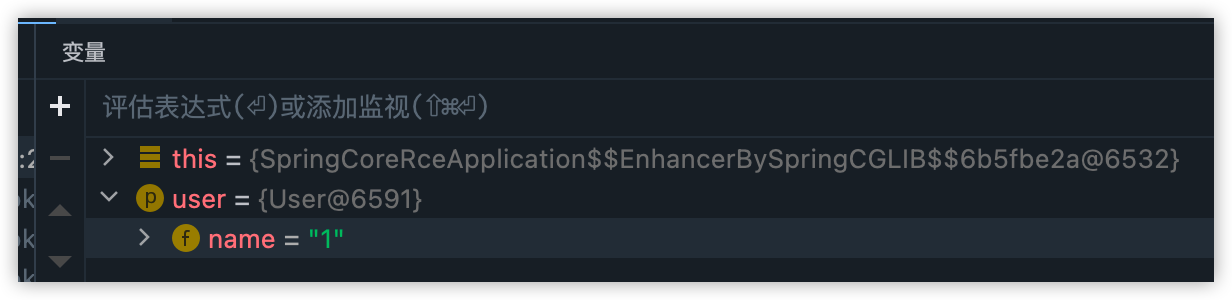 变量
评估表达式(⏎)或添加监视(⇧⌘⏎)
this = {SpringCoreRceApplication$$EnhancerBySpringCGLIB$$6b5fbe2a@6532}
p user = {User@6591}
f name = "1"